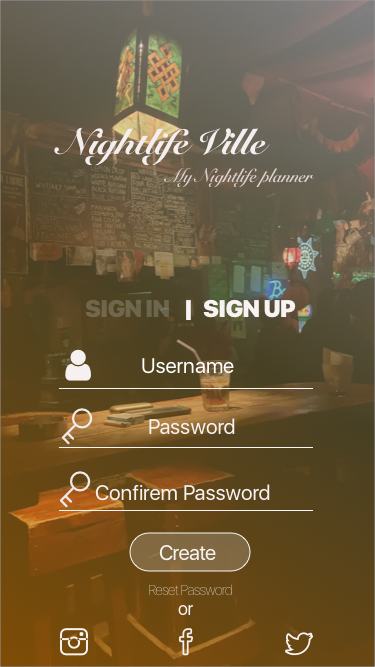 Nightlife Ville
My Nightlife planner
SIGN IN | SIGN UP
Username
Password
Confirem Password
Create
Reset Password
or